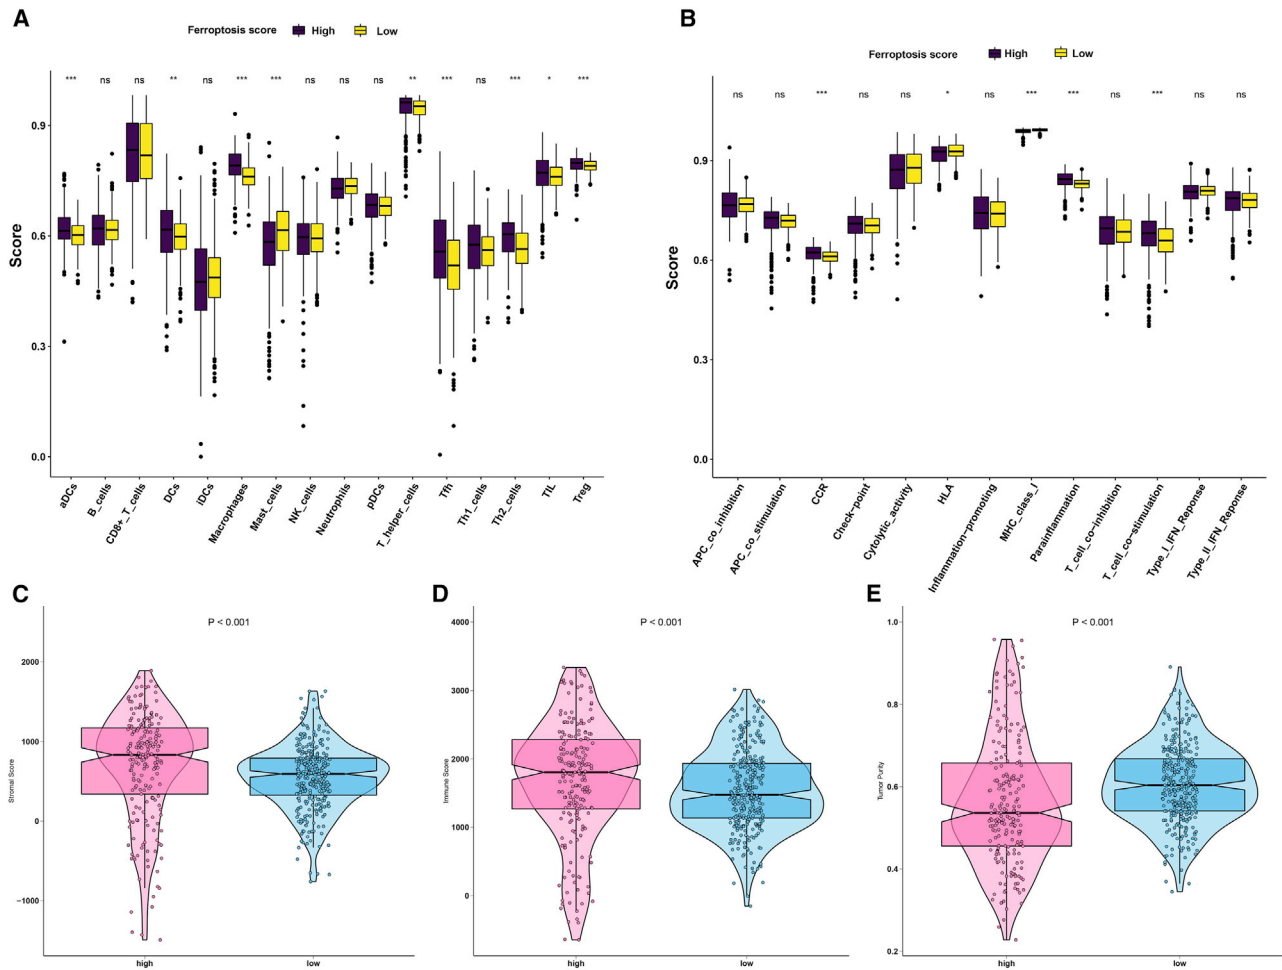 A
Ferroptosis score High Low
*** ns ns ** ns *** *** ns ns ns ** *** ns *** * ***
Score
0.9
0.6
0.3
0.0
aDCs
B_cells
CD8+_T_cells
DCs
iDCs
Macrophages
Mast_cells
NK_cells
Neutrophils
pDCs
T_helper_cells
Tfh
Th1_cells
Th2_cells
TIL
Treg
B
Ferroptosis score High Low
ns ns *** ns ns * ns *** *** ns *** ns ns
Score
0.9
0.6
0.3
0.0
APC_co_inhibition
APC_co_stimulation
CCR
Check-point
Cytolytic_activity
HLA
Inflammation-promoting
MHC_class_I
Parainflammation
T_cell_co-inhibition
T_cell_co-stimulation
Type_I_IFN_Reponse
Type_II_IFN_Reponse
C
P < 0.001
Stromal Score
2000
1000
0
−1000
high low
D
P < 0.001
Immune Score
4000
3000
2000
1000
0
high low
E
P < 0.001
Tumor Purity
1.0
0.8
0.6
0.4
0.2
high low